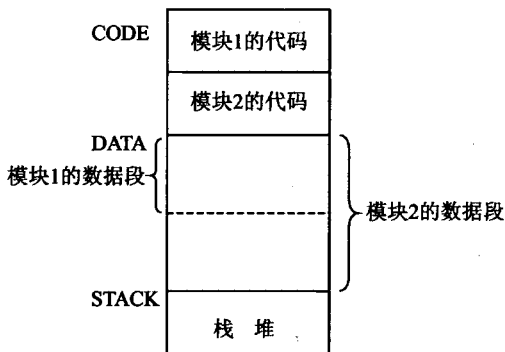 CODE
模块1的代码
模块2的代码
DATA
模块1的数据段
模块2的数据段
STACK
栈 堆